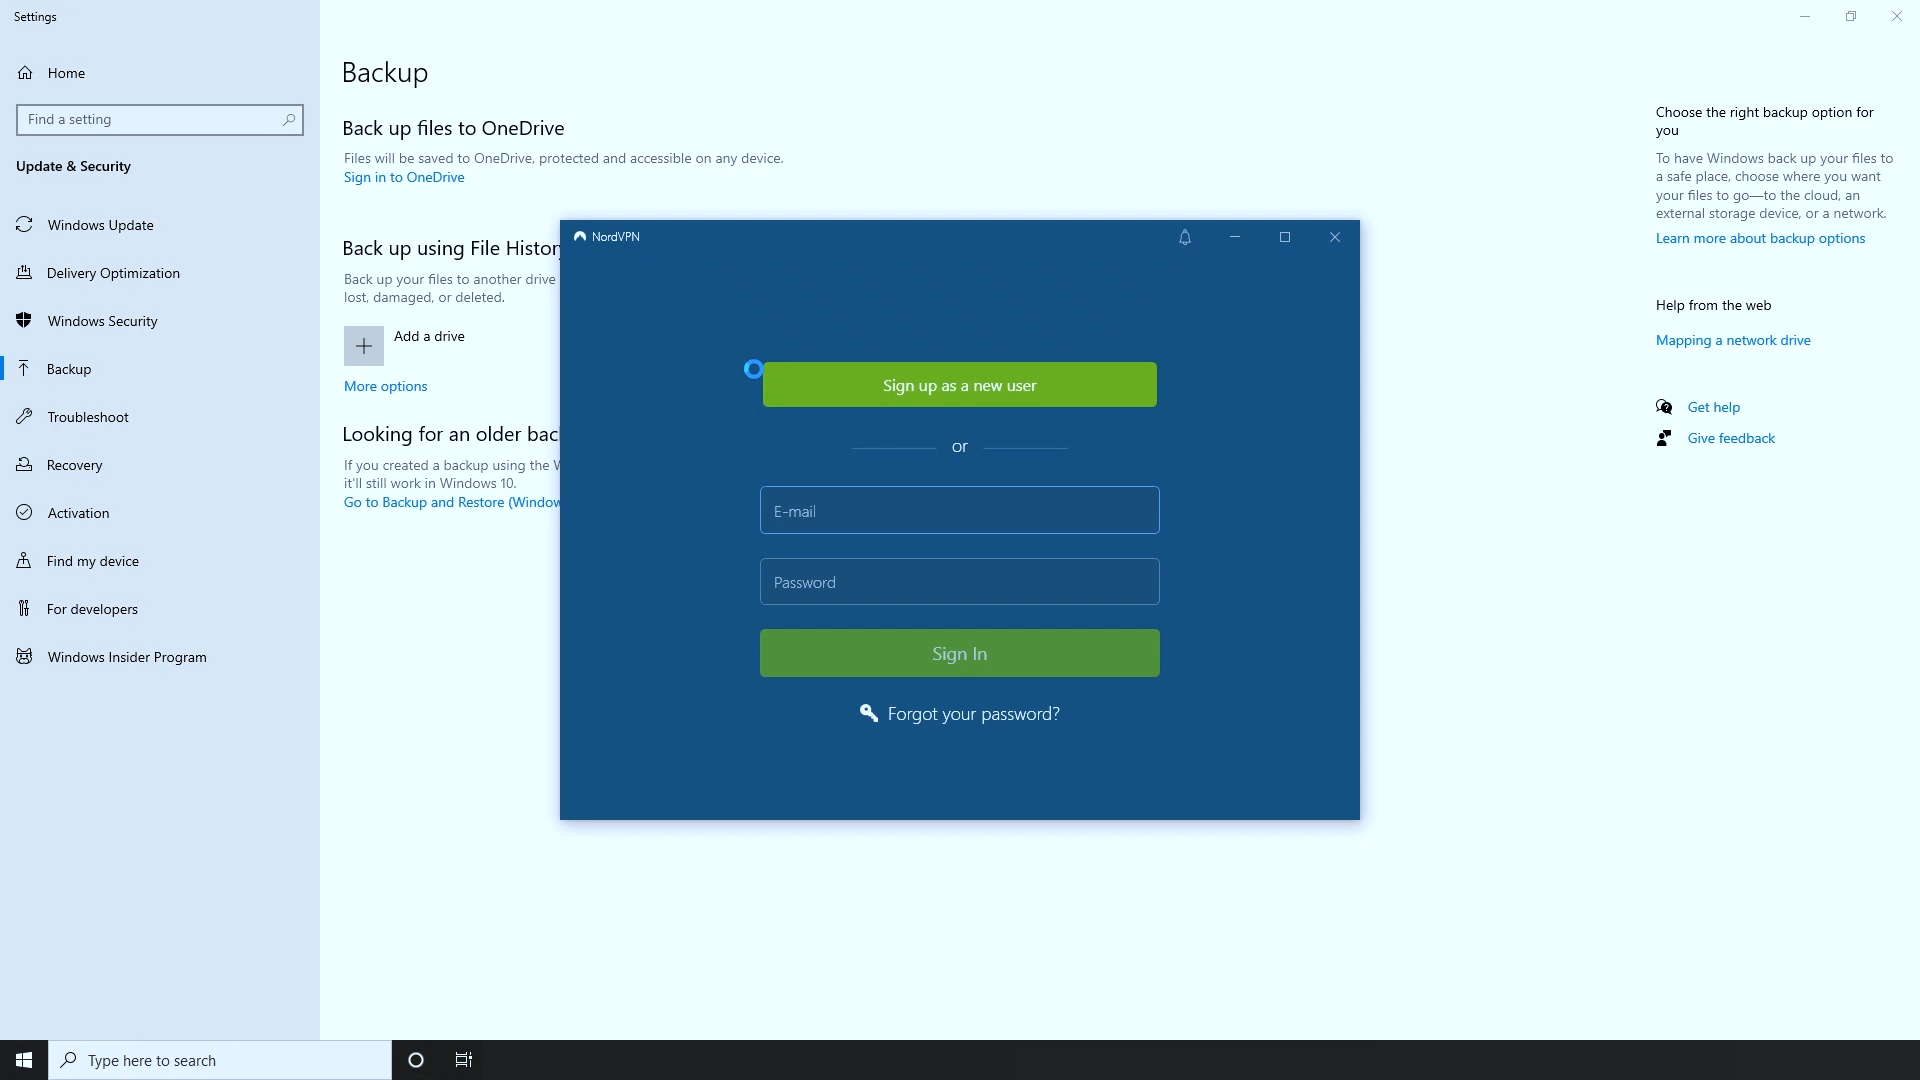 Settings
Home
Find a setting
Update & Security
Windows Update
Delivery Optimization
Windows Security
Backup
Troubleshoot
Recovery
Activation
Find my device
For developers
Windows Insider Program
Backup
Back up files to OneDrive
Files will be saved to OneDrive, protected and accessible on any device.
Sign in to OneDrive
Back up using File History
Back up your files to another drive
lost, damaged, or deleted.
Add a drive
More options
Looking for an older bac
If you created a backup using the W
it'll still work in Windows 10.
Go to Backup and Restore (Window
NordVPN
Sign up as a new user
or
E-mail
Password
Sign In
Forgot your password?
Choose the right backup option for
you
To have Windows back up your files to
a safe place, choose where you want
your files to go—to the cloud, an
external storage device, or a network.
Learn more about backup options
Help from the web
Mapping a network drive
Get help
Give feedback
Type here to search